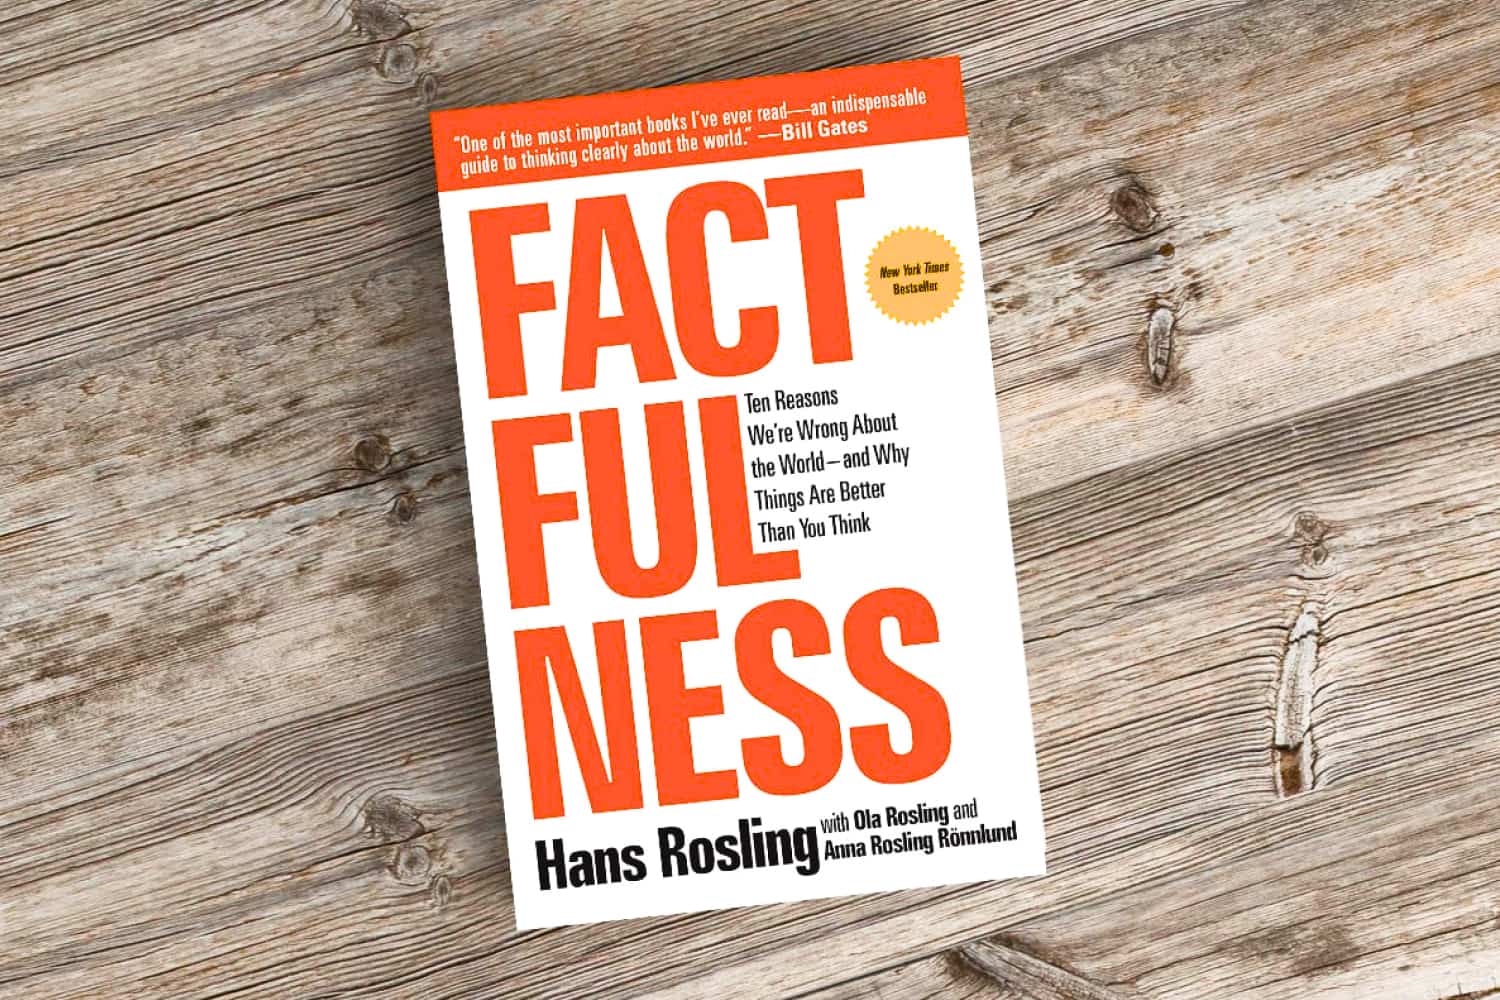 "One of the most important books I've ever read—an indispensable
guide to thinking clearly about the world." —Bill Gates
FACT
New York Times
Bestseller
FUL
Ten Reasons
We're Wrong About
the World—and Why
Things Are Better
Than You Think
NESS
Hans Rosling
with Ola Rosling and
Anna Rosling Rönnlund